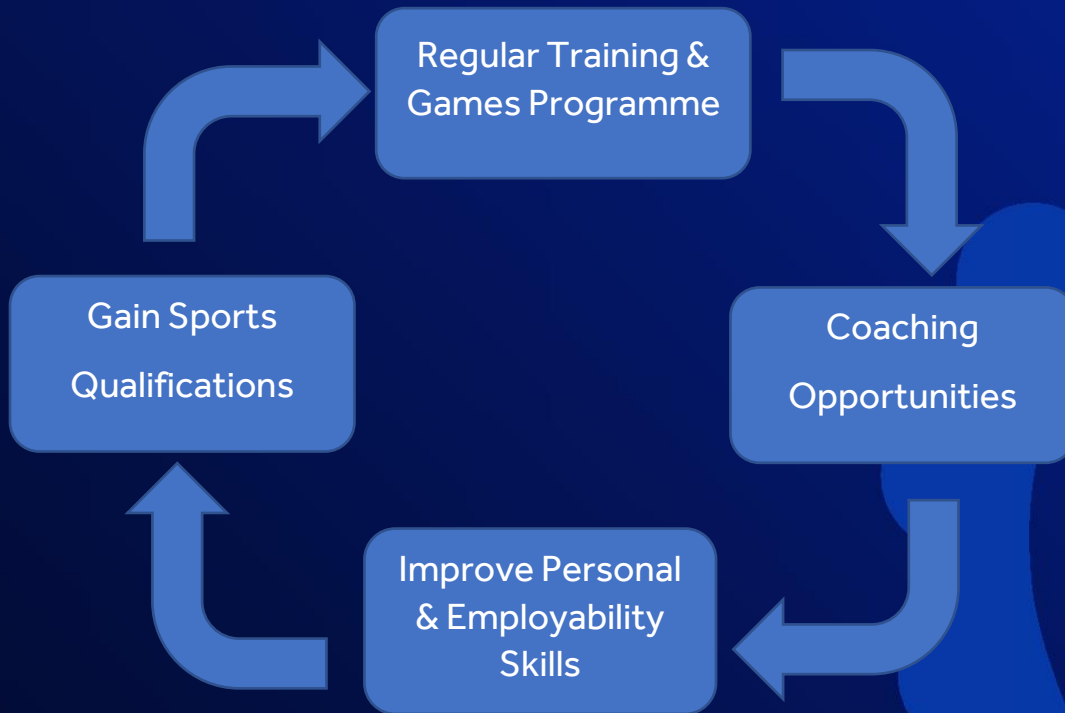 Regular Training &
Games Programme
Gain Sports
Qualifications
Coaching
Opportunities
Improve Personal
& Employability
Skills